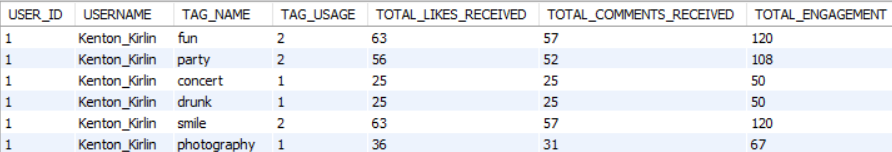 USER_ID USERNAME TAG_NAME TAG_USAGE TOTAL_LIKES_RECEIVED TOTAL_COMMENTS_RECEIVED TOTAL_ENGAGEMENT
1 Kenton_Kirlin fun 2 63 57 120
1 Kenton_Kirlin party 2 56 52 108
1 Kenton_Kirlin concert 1 25 25 50
1 Kenton_Kirlin drunk 1 25 25 50
1 Kenton_Kirlin smile 2 63 57 120
1 Kenton_Kirlin photography 1 36 31 67